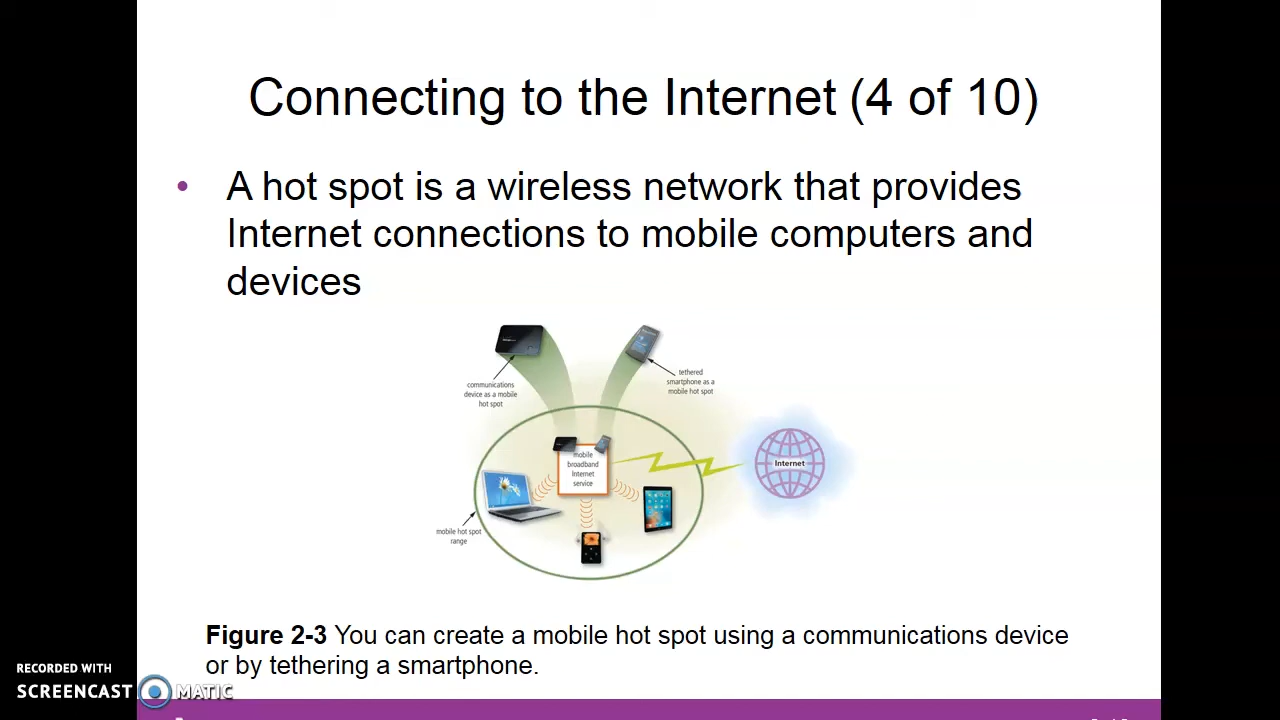 Connecting to the Internet (4 of 10)
• A hot spot is a wireless network that provides
Internet connections to mobile computers and
devices
communications
device as a mobile
hot spot
tethered
smartphone as a
mobile hot spot
mobile
broadband
Internet
service
Internet
mobile hot spot
range
Figure 2-3 You can create a mobile hot spot using a communications device
or by tethering a smartphone.
RECORDED WITH
SCREENCAST MATIC